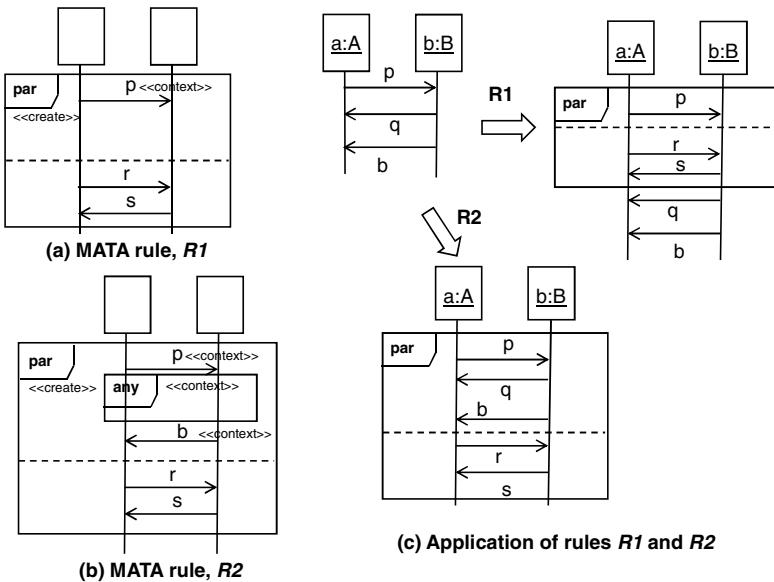 par
p <<context>>
<<create>>
r
s
(a) MATA rule, R1
par
p <<context>>
<<create>>
any
<<context>>
b <<context>>
r
s
(b) MATA rule, R2
a:A
b:B
p
q
b
R1
R2
a:A
b:B
par
p
r
s
q
b
a:A
b:B
par
p
q
b
r
s
(c) Application of rules R1 and R2